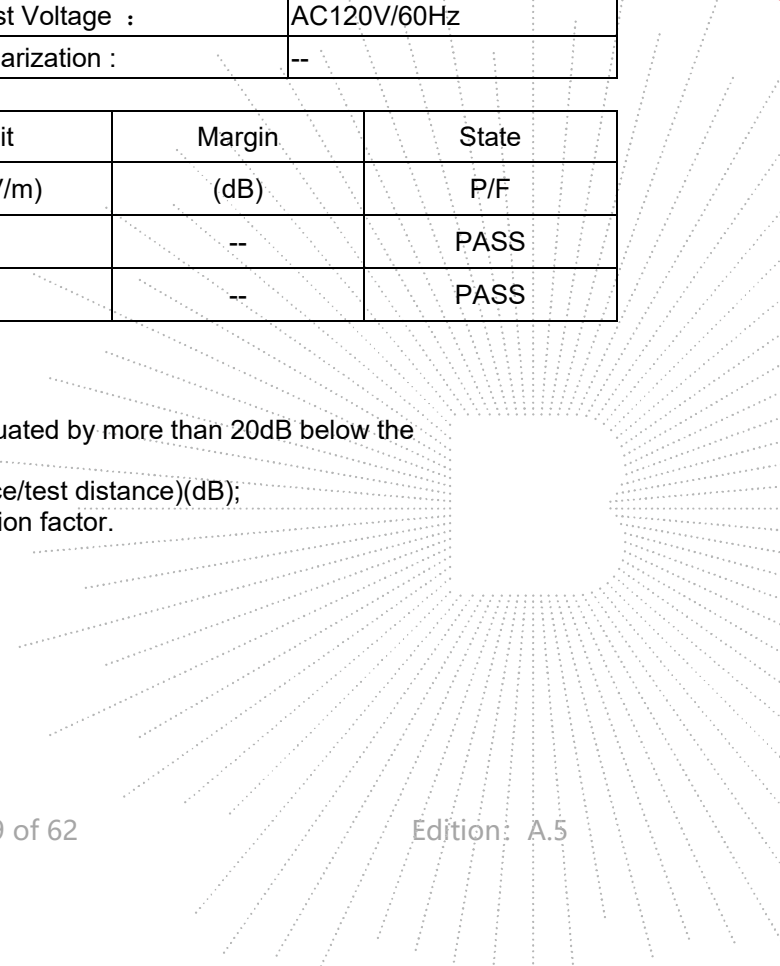 st Voltage ： AC120V/60Hz
arization : --
it Margin State
/m) (dB) P/F
-- PASS
-- PASS
uated by more than 20dB below the
ce/test distance)(dB);
ion factor.
9 of 62 Edition: A.5